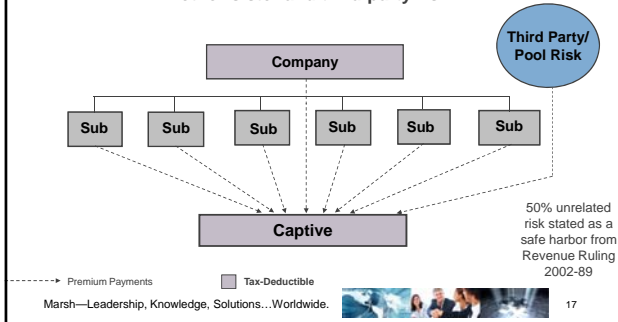 Third Party/
Pool Risk
Company
Sub Sub Sub Sub Sub Sub
Captive
50% unrelated
risk stated as a
safe harbor from
Revenue Ruling
2002-89
Premium Payments Tax-Deductible
Marsh—Leadership, Knowledge, Solutions…Worldwide. 17